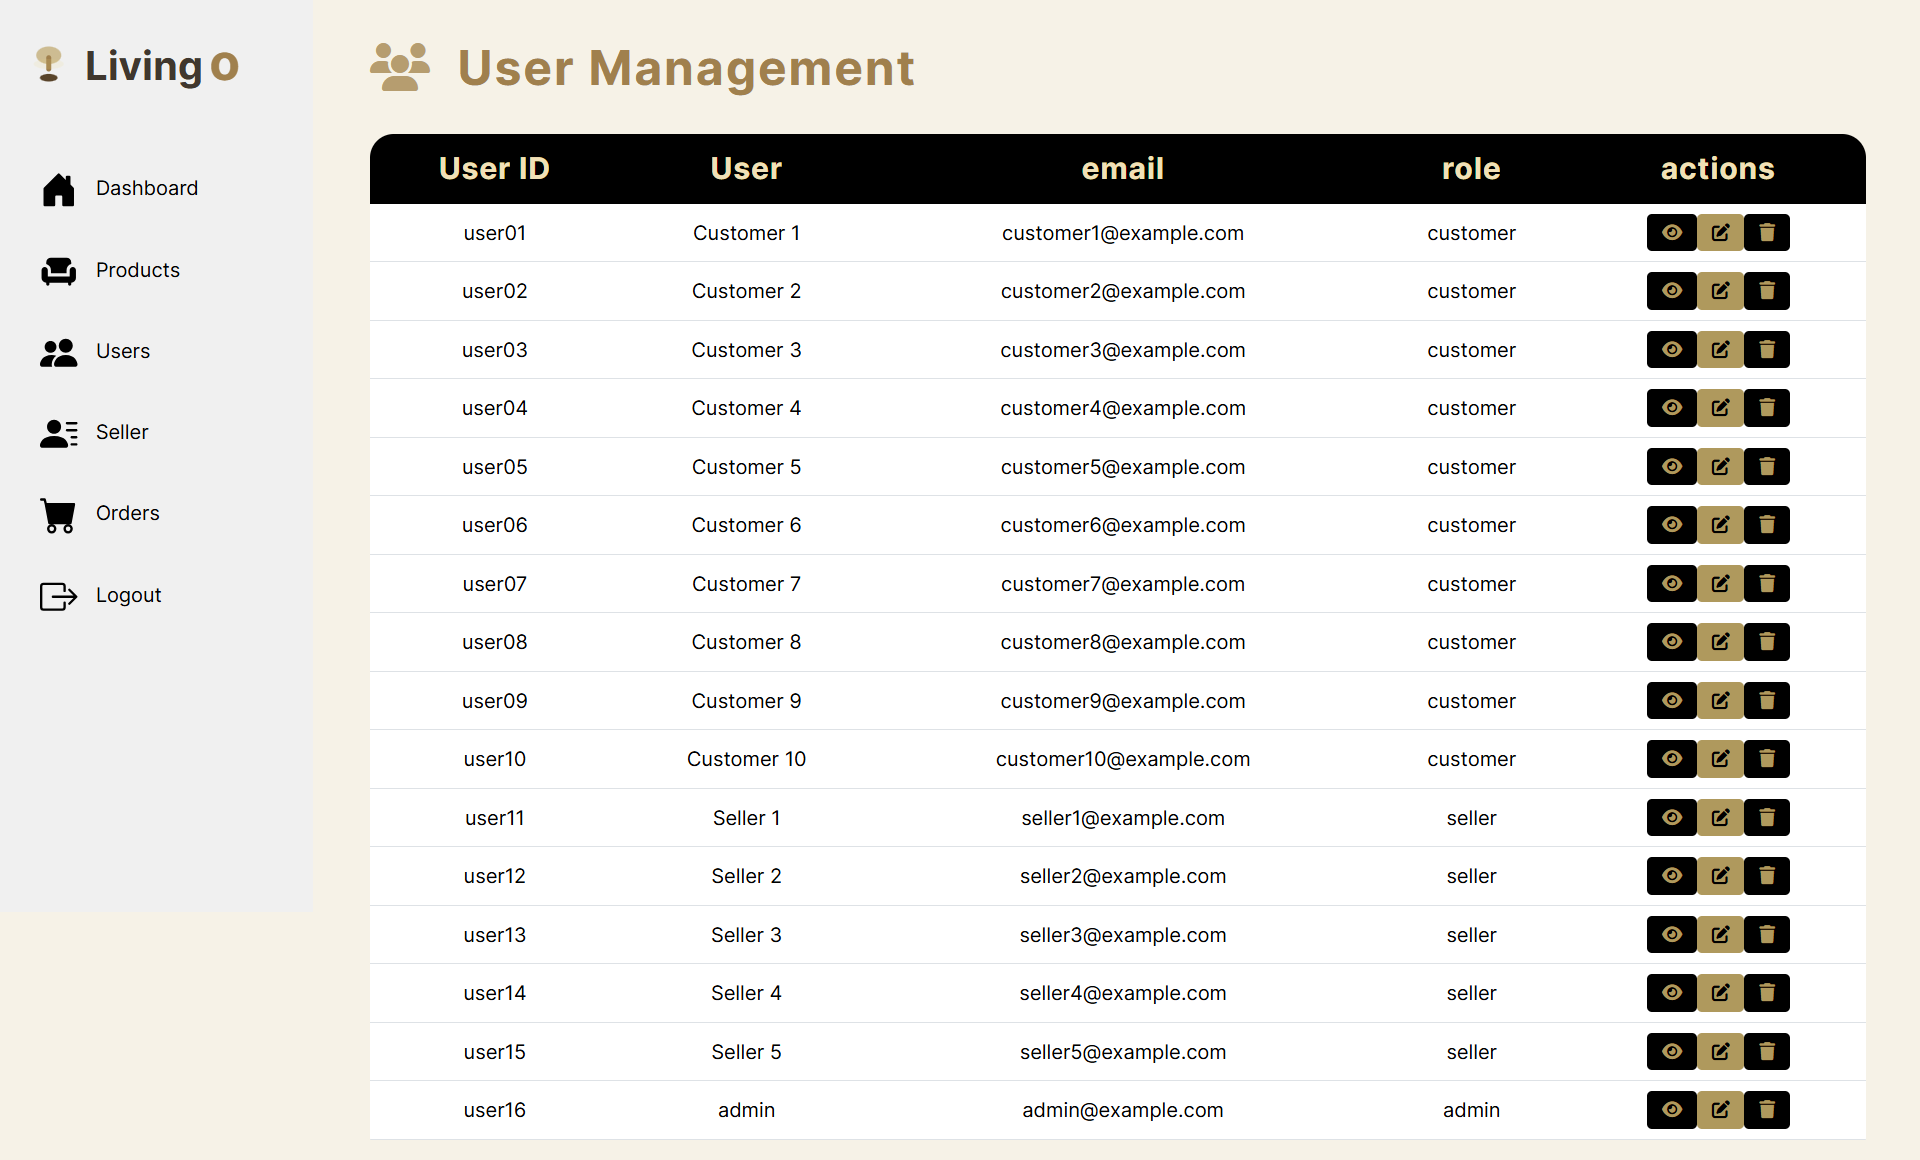 Living O
Dashboard
Products
Users
Seller
Orders
Logout
User Management
User ID User email role actions
user01 Customer 1 customer1@example.com customer
user02 Customer 2 customer2@example.com customer
user03 Customer 3 customer3@example.com customer
user04 Customer 4 customer4@example.com customer
user05 Customer 5 customer5@example.com customer
user06 Customer 6 customer6@example.com customer
user07 Customer 7 customer7@example.com customer
user08 Customer 8 customer8@example.com customer
user09 Customer 9 customer9@example.com customer
user10 Customer 10 customer10@example.com customer
user11 Seller 1 seller1@example.com seller
user12 Seller 2 seller2@example.com seller
user13 Seller 3 seller3@example.com seller
user14 Seller 4 seller4@example.com seller
user15 Seller 5 seller5@example.com seller
user16 admin admin@example.com admin